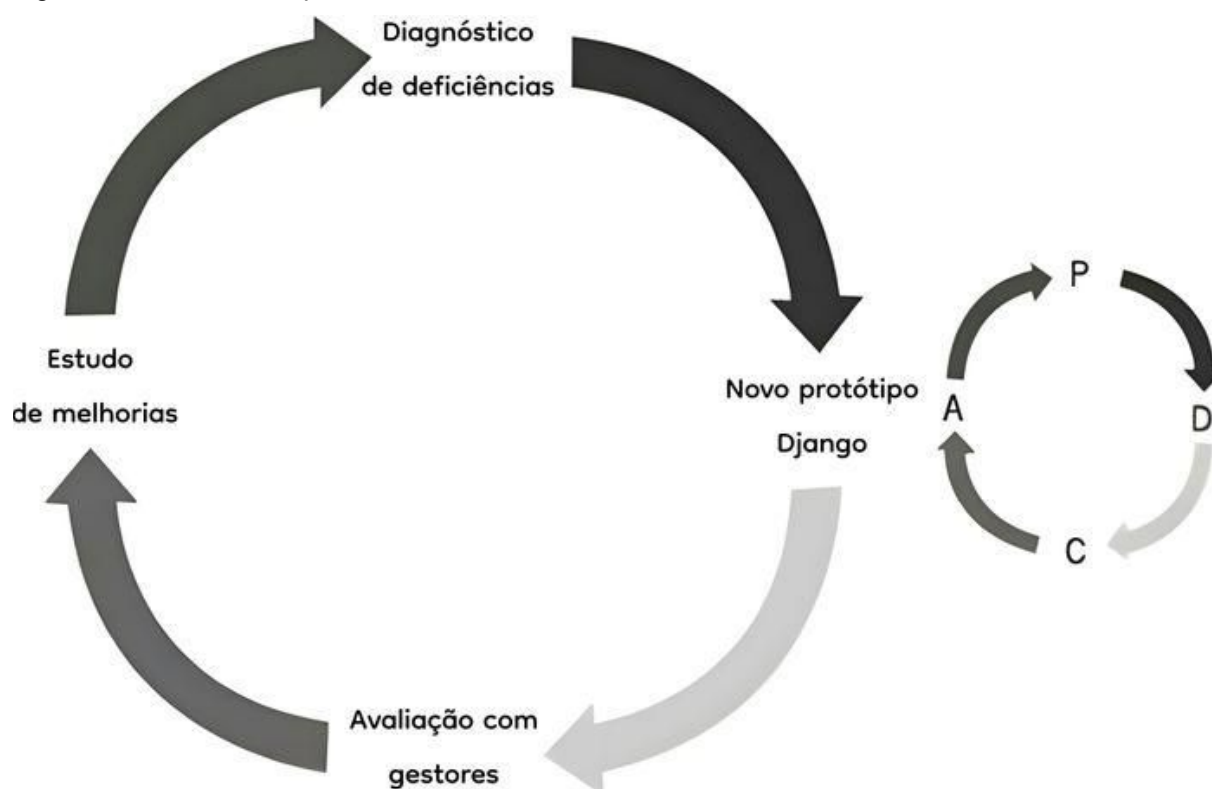 Diagnóstico
de deficiências
Novo protótipo
Django
Avaliação com
gestores
Estudo
de melhorias
P
D
C
A